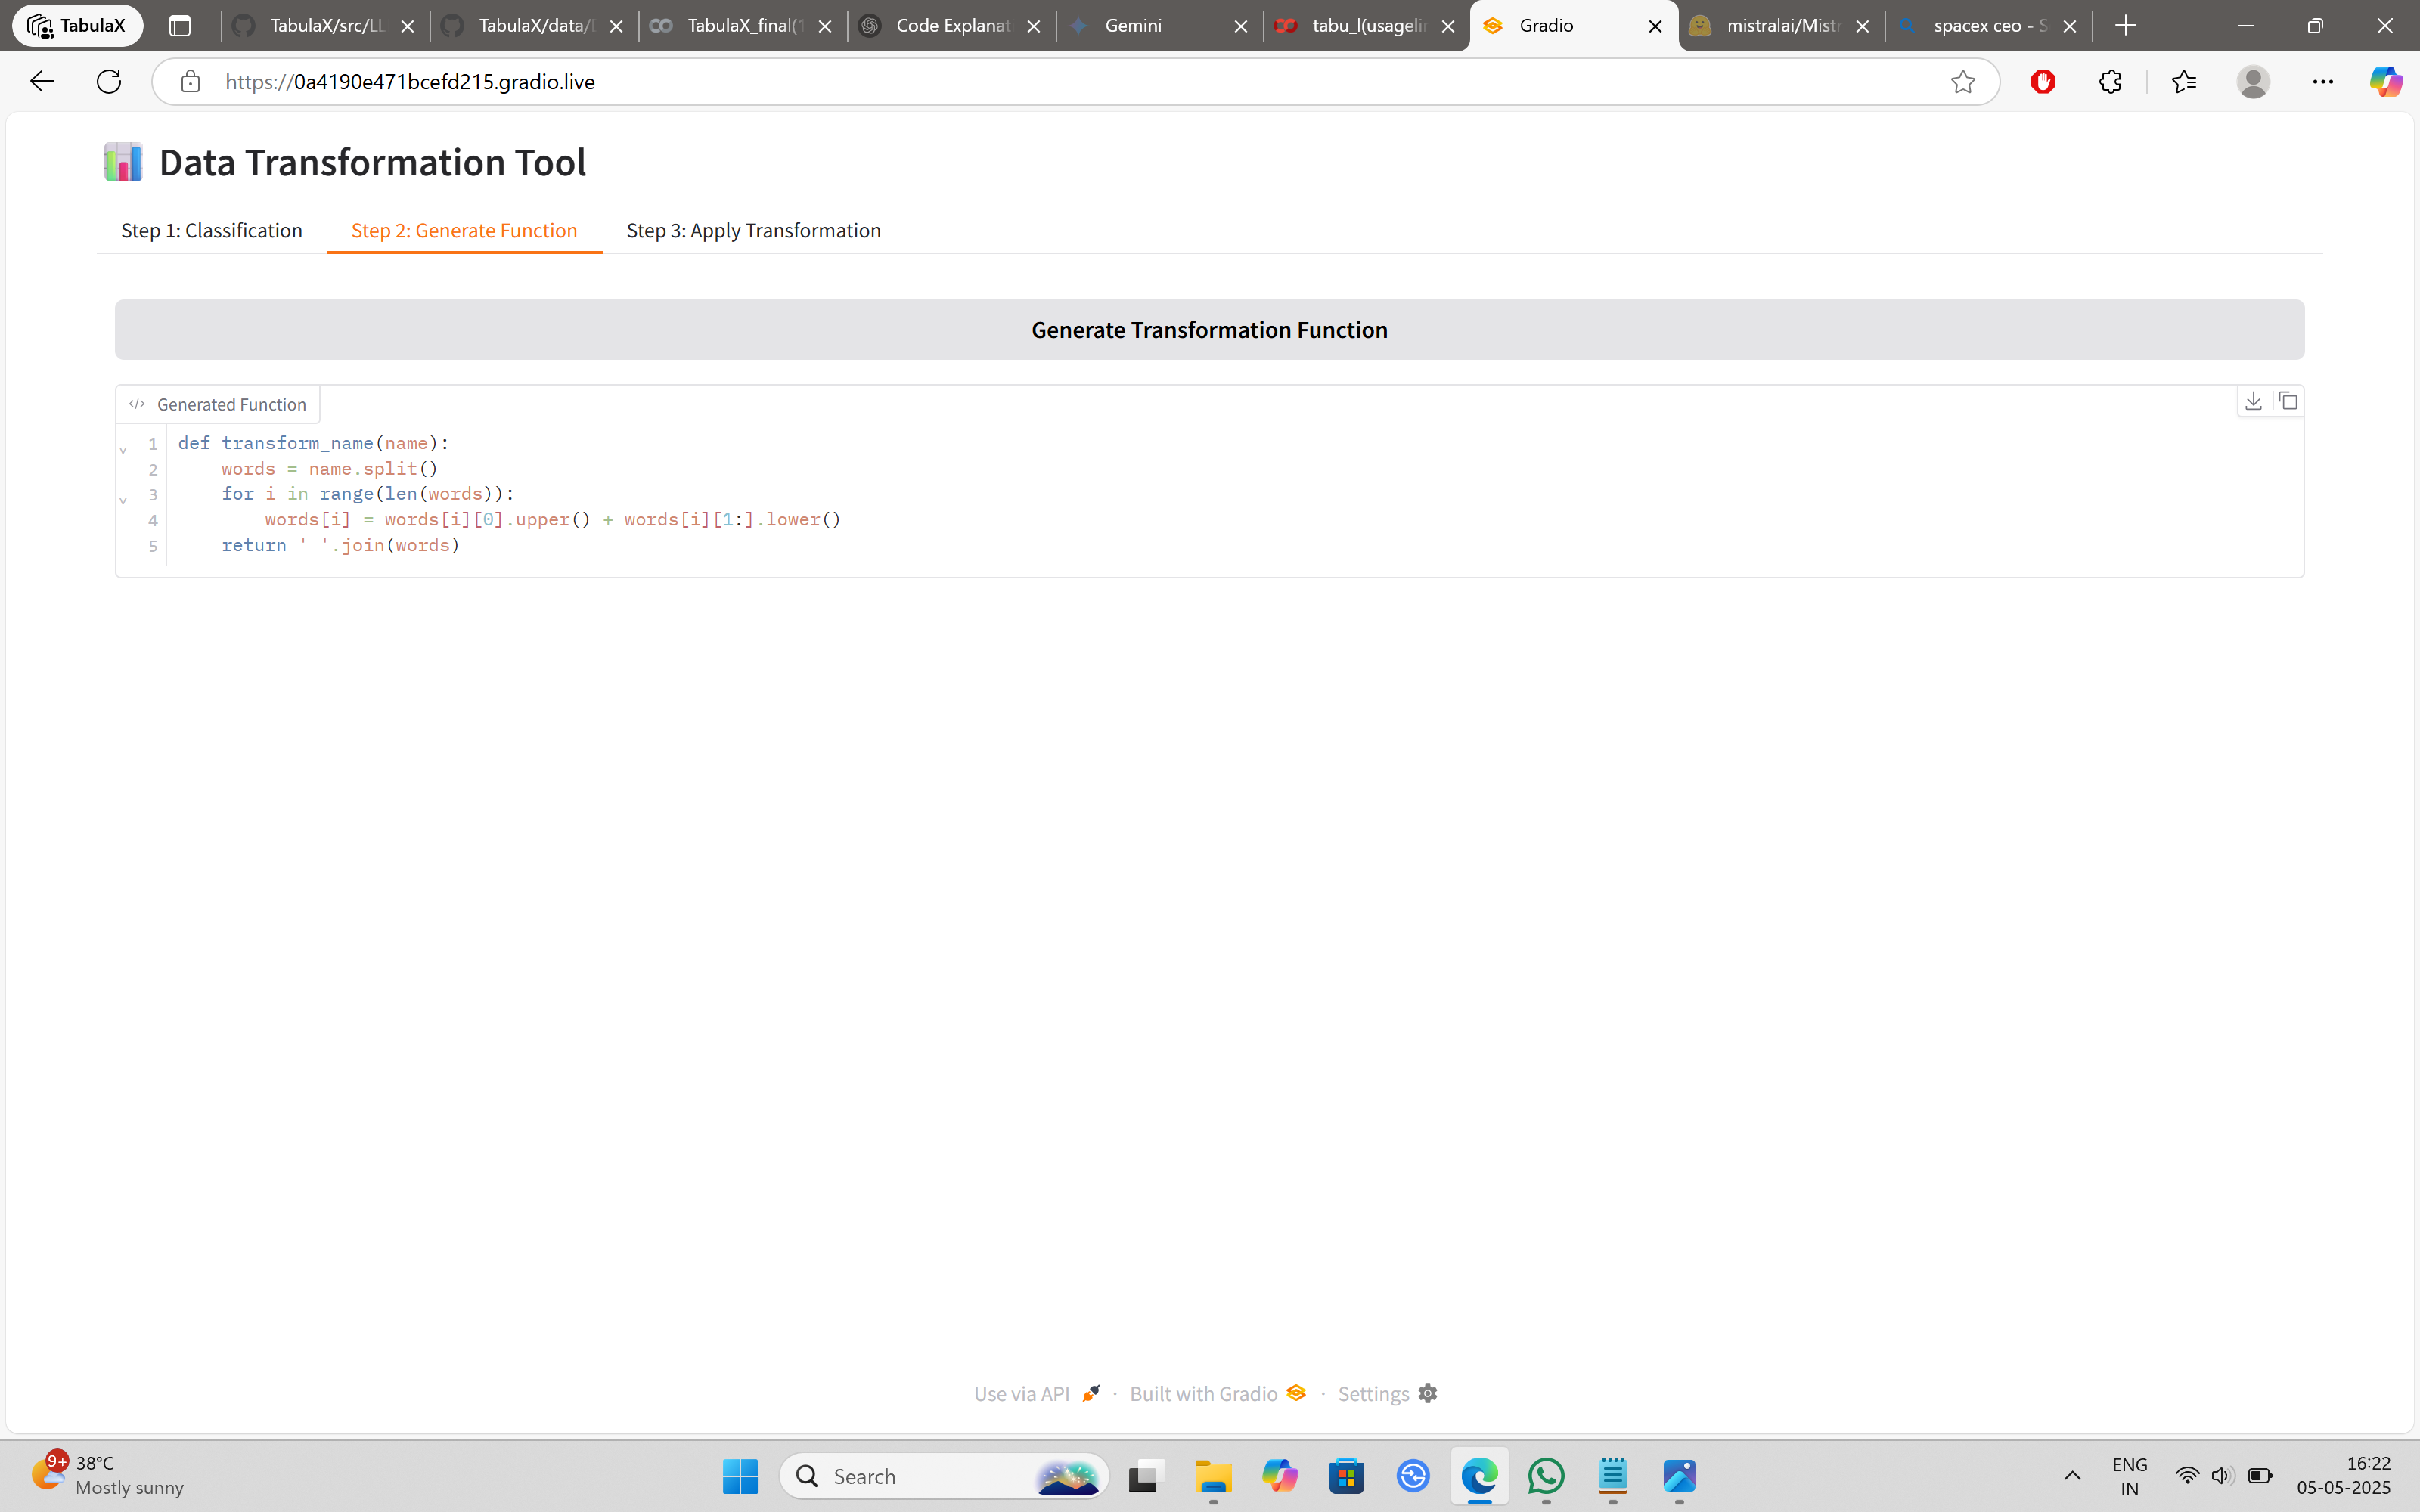 TabulaX
TabulaX/src/LL
TabulaX/data/
TabulaX_final(1
Code Explanat
Gemini
tabu_l(usagelin
Gradio
mistralai/Mistr
spacex ceo - S
https://0a4190e471bcefd215.gradio.live
Data Transformation Tool
Step 1: Classification
Step 2: Generate Function
Step 3: Apply Transformation
Generate Transformation Function
</> Generated Function
1 def transform_name(name):
2     words = name.split()
3     for i in range(len(words)):
4         words[i] = words[i][0].upper() + words[i][1:].lower()
5     return ' '.join(words)
Use via API · Built with Gradio · Settings
9+
38°C
Mostly sunny
Search
ENG
IN
16:22
05-05-2025